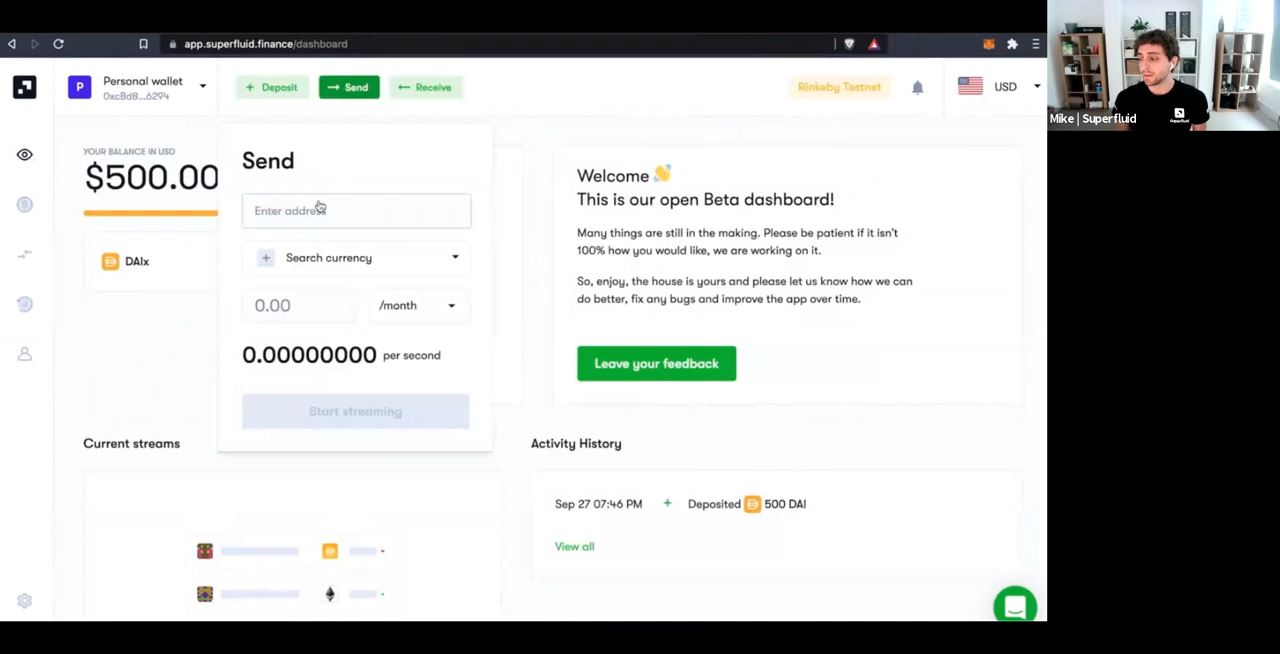 app.superfluid.finance/dashboard
P
Personal wallet
0xcBd8...6294
+ Deposit
→ Send
← Receive
Rinkeby Testnet
USD
Mike | Superfluid
YOUR BALANCE IN USD
$500.00
DAIx
Send
Enter address
+ Search currency
0.00
/month
0.00000000 per second
Start streaming
Welcome 👋
This is our open Beta dashboard!
Many things are still in the making. Please be patient if it isn't
100% how you would like, we are working on it.
So, enjoy, the house is yours and please let us know how we can
do better, fix any bugs and improve the app over time.
Leave your feedback
Current streams
Activity History
Sep 27 07:46 PM + Deposited 500 DAI
View all